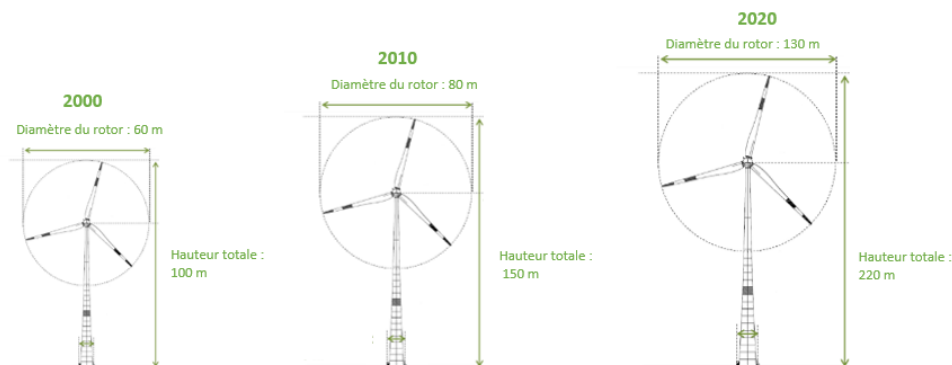 2000
Diamètre du rotor : 60 m
Hauteur totale :
100 m
2010
Diamètre du rotor : 80 m
Hauteur totale :
150 m
2020
Diamètre du rotor : 130 m
Hauteur totale :
220 m